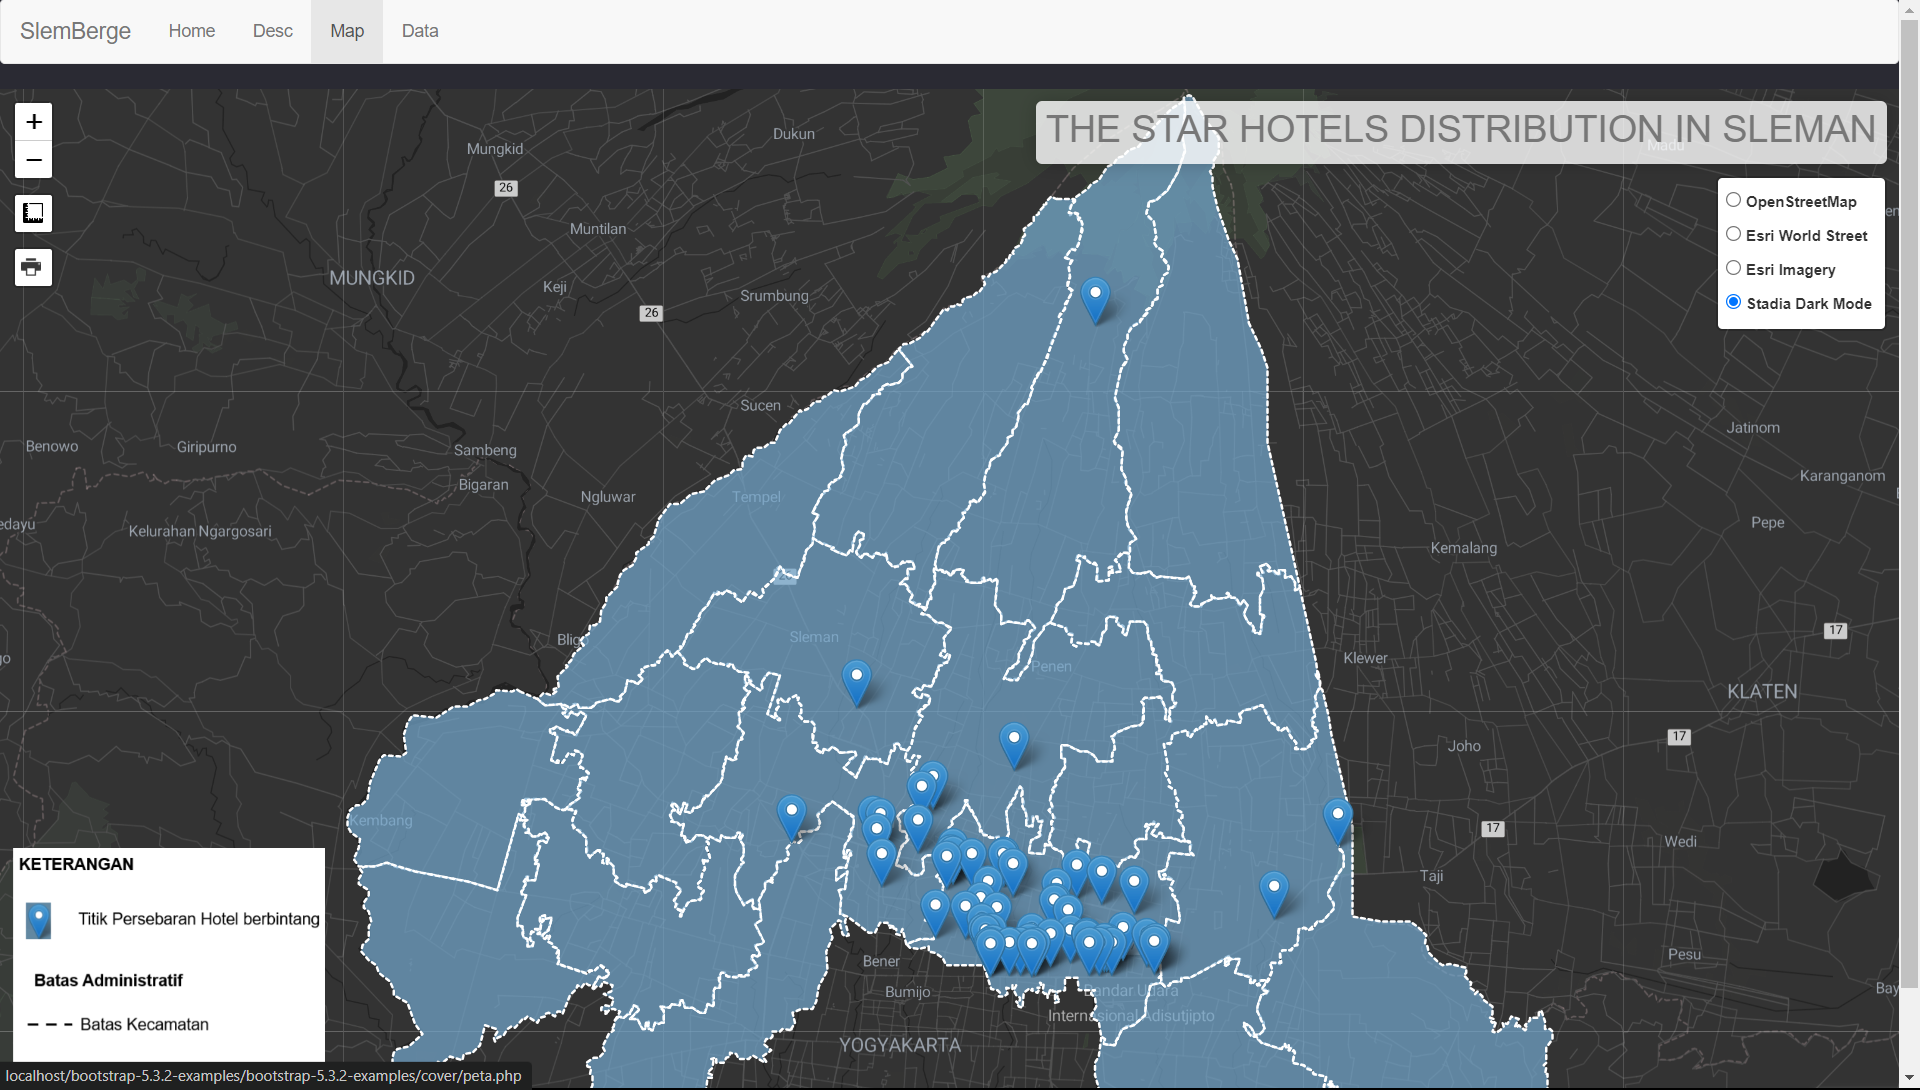 SlemBerge Home Desc Map Data
+
−
THE STAR HOTELS DISTRIBUTION IN SLEMAN
Madu
OpenStreetMap
Esri World Street
Esri Imagery
Stadia Dark Mode
Dukun
Mungkid
26
Muntilan
MUNGKID
Keji
Srumbung
26
Sucen
Benowo
Giripurno
Sambeng
Bigaran
Ngluwar
Tempel
Kelurahan Ngargosari
edayu
Jatinom
Karanganom
Pepe
Kemalang
17
Klewer
KLATEN
17
Joho
17
Wedi
Taji
Pesu
Bay
Blig
Sleman
Penen
Kembang
Bener
Bumijo
Bandar Udara
Internasional Adisutjipto
YOGYAKARTA
KETERANGAN
Titik Persebaran Hotel berbintang
Batas Administratif
Batas Kecamatan
localhost/bootstrap-5.3.2-examples/bootstrap-5.3.2-examples/cover/peta.php